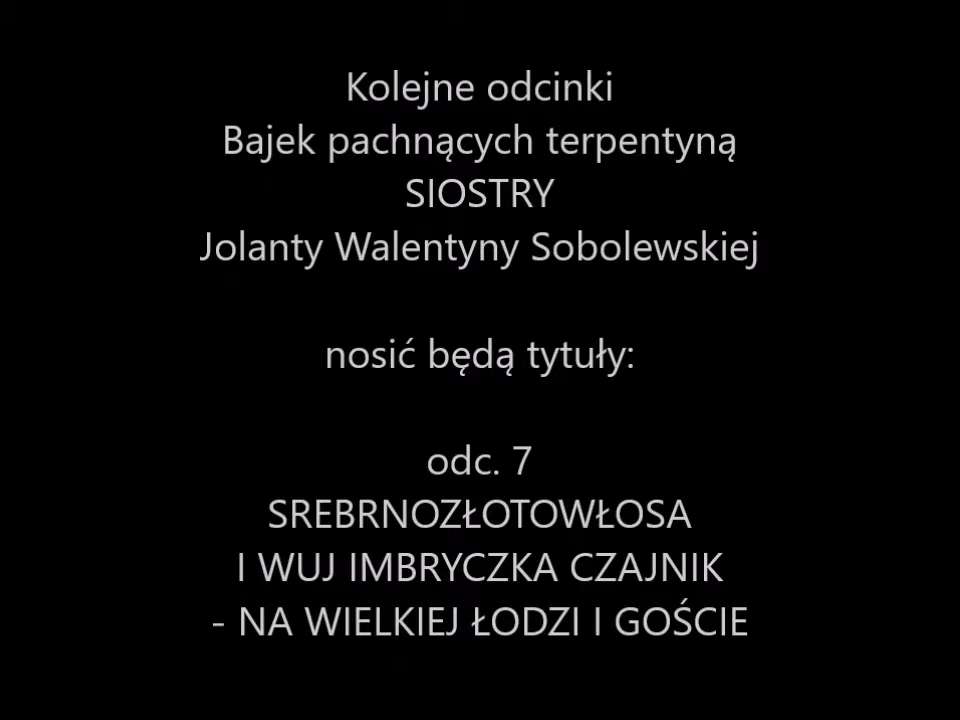 Kolejne odcinki
Bajek pachnących terpentyną
SIOSTRY
Jolanty Walentyny Sobolewskiej
nosić będą tytuły:
odc. 7
SREBRNOZŁOTOWŁOSA
I WUJ IMBRYCZKA CZAJNIK
- NA WIELKIEJ ŁODZI I GOŚCIE